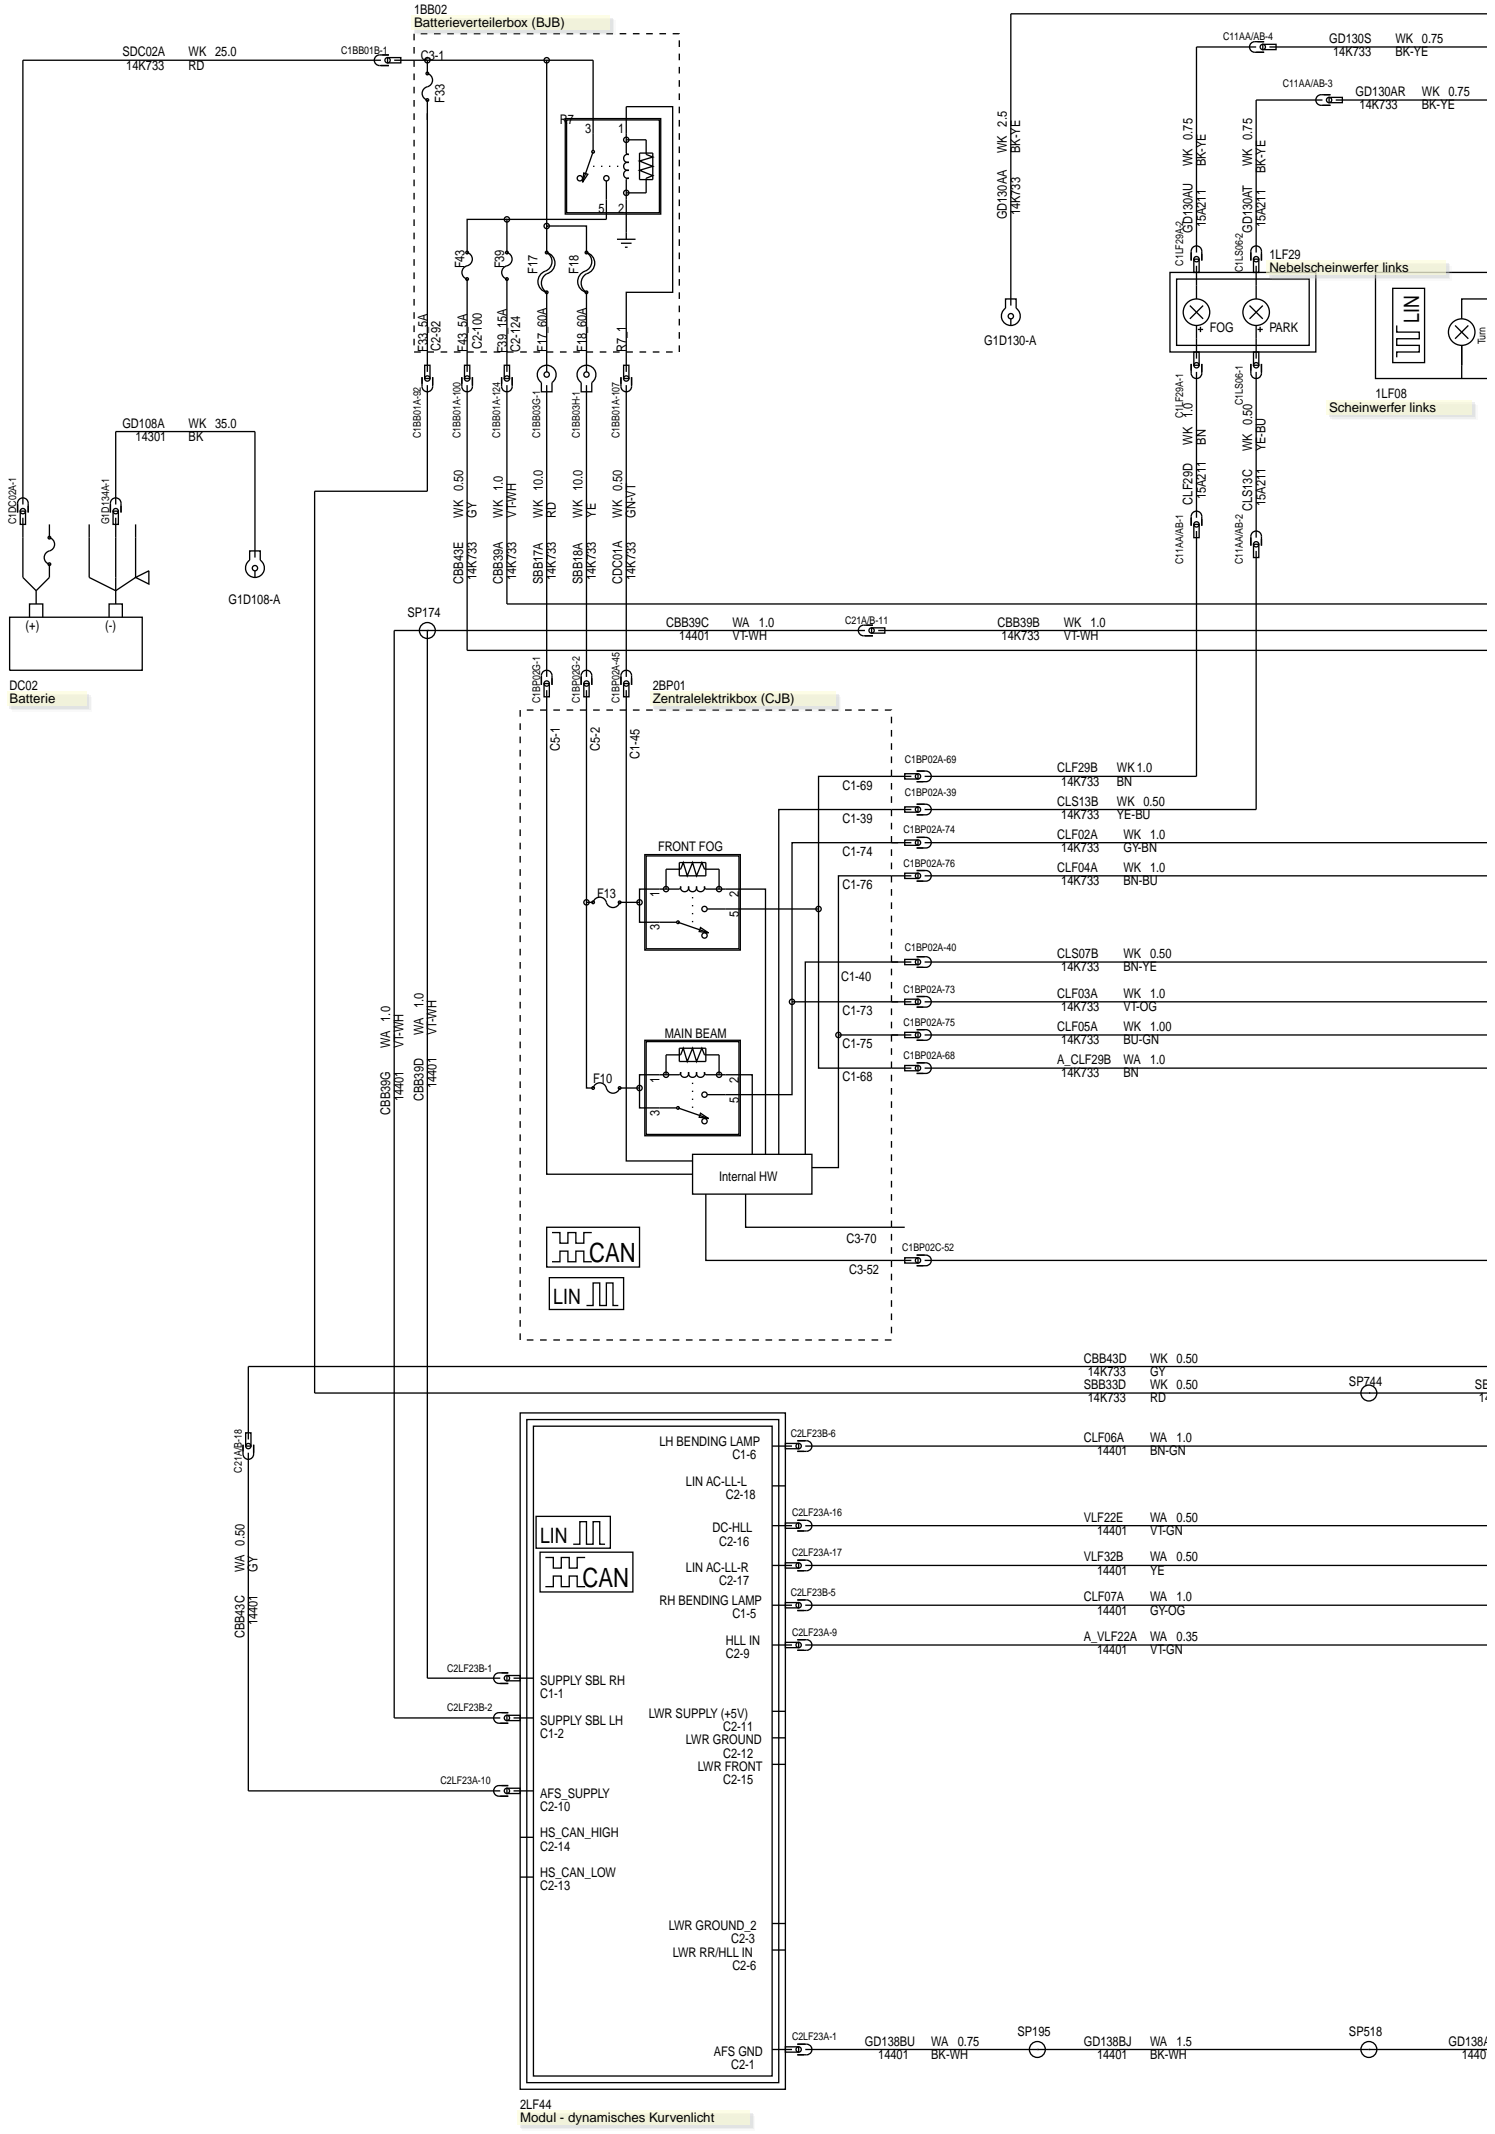 1BB02
Batterieverteilerbox (BJB)
SDC02A WK 25.0
14K733 RD
C1BB01B-1
C3-1
F33
R7
3
1
5
2
F43
F39
F17
F18
F33_5A
C2-92
F43_5A
C2-100
F39_15A
C2-124
F17_60A
F18_60A
R7_1
C1BB01A-92
C1BB01A-100
C1BB01A-124
C1BB03G-1
C1BB03H-1
C1BB01A-107
GD130AA WK 2.5
14K733 BK-YE
G1D130-A
C11AA/AB-4
GD130S WK 0.75
14K733 BK-YE
C11AA/AB-3
GD130AR WK 0.75
14K733 BK-YE
GD130AU WK 0.75
15A211 BK-YE
GD130AT WK 0.75
15A211 BK-YE
C1LF29A-2
C1LS06-2
1LF29
Nebelscheinwerfer links
FOG
PARK
LIN
Turn
1LF08
Scheinwerfer links
C1LF29A-1
C1LS06-1
CLF29D WK 1.0
15A211 BN
CLS13C WK 0.50
15A211 YE-BU
C11AA/AB-1
C11AA/AB-2
GD108A WK 35.0
14301 BK
C1DC02A-1
G1D134A-1
G1D108-A
(+)
(-)
DC02
Batterie
CBB43E WK 0.50
14K733 GY
CBB39A WK 1.0
14K733 VT-WH
SBB17A WK 10.0
14K733 RD
SBB18A WK 10.0
14K733 YE
CDC01A WK 0.50
14K733 GN-VT
SP174
CBB39C WA 1.0
14401 VT-WH
C21A/B-11
CBB39B WK 1.0
14K733 VT-WH
C1BP02G-1
C1BP02G-2
C1BP02A-45
2BP01
Zentralelektrikbox (CJB)
C5-1
C5-2
C1-45
C1-69
C1BP02A-69
CLF29B WK 1.0
14K733 BN
C1-39
C1BP02A-39
CLS13B WK 0.50
14K733 YE-BU
C1-74
C1BP02A-74
CLF02A WK 1.0
14K733 GY-BN
C1-76
C1BP02A-76
CLF04A WK 1.0
14K733 BN-BU
FRONT FOG
F13
1
2
3
5
C1-40
C1BP02A-40
CLS07B WK 0.50
14K733 BN-YE
C1-73
C1BP02A-73
CLF03A WK 1.0
14K733 VT-OG
C1-75
C1BP02A-75
CLF05A WK 1.00
14K733 BU-GN
C1-68
C1BP02A-68
A_CLF29B WA 1.0
14K733 BN
MAIN BEAM
F10
1
2
3
5
CBB39G WA 1.0
14401 VT-WH
CBB39D WA 1.0
14401 VT-WH
Internal HW
CAN
LIN
C3-70
C3-52
C1BP02C-52
CBB43D WK 0.50
14K733 GY
SBB33D WK 0.50
14K733 RD
SP744
C21A/B-18
CBB43C WA 0.50
14401 GY
LH BENDING LAMP
C1-6
C2LF23B-6
CLF06A WA 1.0
14401 BN-GN
LIN AC-LL-L
C2-18
DC-HLL
C2-16
C2LF23A-16
VLF22E WA 0.50
14401 VT-GN
LIN
CAN
LIN AC-LL-R
C2-17
C2LF23A-17
VLF32B WA 0.50
14401 YE
RH BENDING LAMP
C1-5
C2LF23B-5
CLF07A WA 1.0
14401 GY-OG
HLL IN
C2-9
C2LF23A-9
A_VLF22A WA 0.35
14401 VT-GN
C2LF23B-1
SUPPLY SBL RH
C1-1
C2LF23B-2
SUPPLY SBL LH
C1-2
LWR SUPPLY (+5V)
C2-11
LWR GROUND
C2-12
LWR FRONT
C2-15
C2LF23A-10
AFS_SUPPLY
C2-10
HS_CAN_HIGH
C2-14
HS_CAN_LOW
C2-13
LWR GROUND_2
C2-3
LWR RR/HLL IN
C2-6
AFS GND
C2-1
C2LF23A-1
GD138BU WA 0.75
14401 BK-WH
SP195
GD138BJ WA 1.5
14401 BK-WH
SP518
2LF44
Modul - dynamisches Kurvenlicht